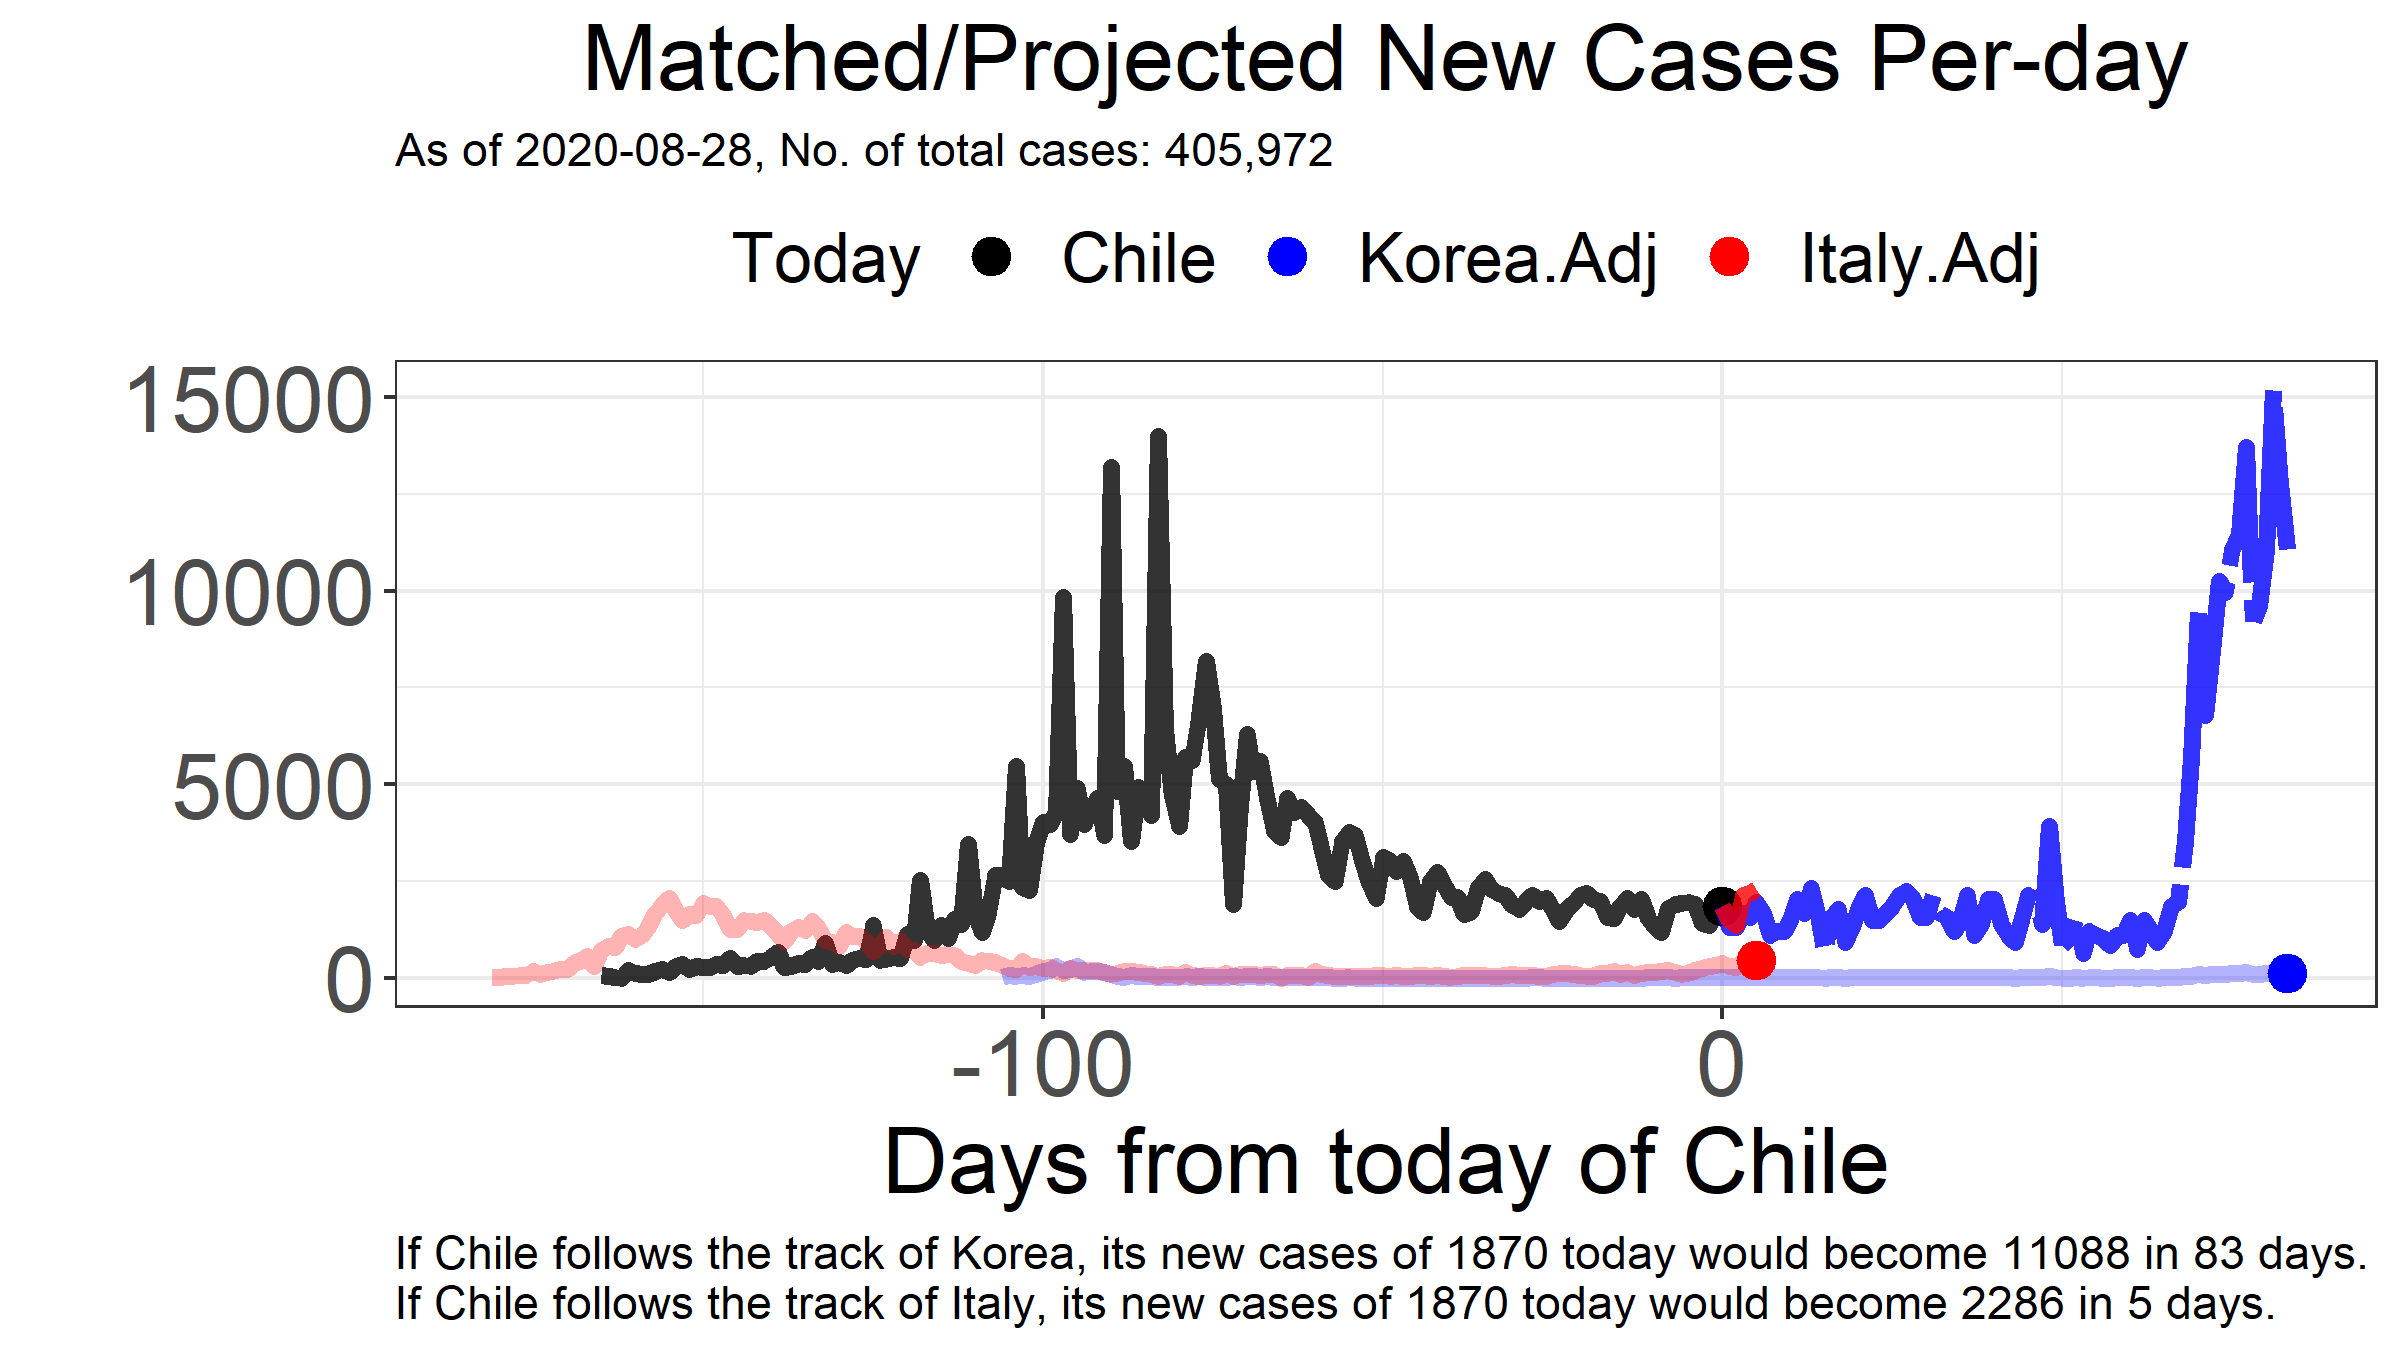 Matched/Projected New Cases Per-day
As of 2020-08-28, No. of total cases: 405,972
Today Chile Korea.Adj Italy.Adj
15000
10000
5000
0
-100 0
Days from today of Chile
If Chile follows the track of Korea, its new cases of 1870 today would become 11088 in 83 days.
If Chile follows the track of Italy, its new cases of 1870 today would become 2286 in 5 days.